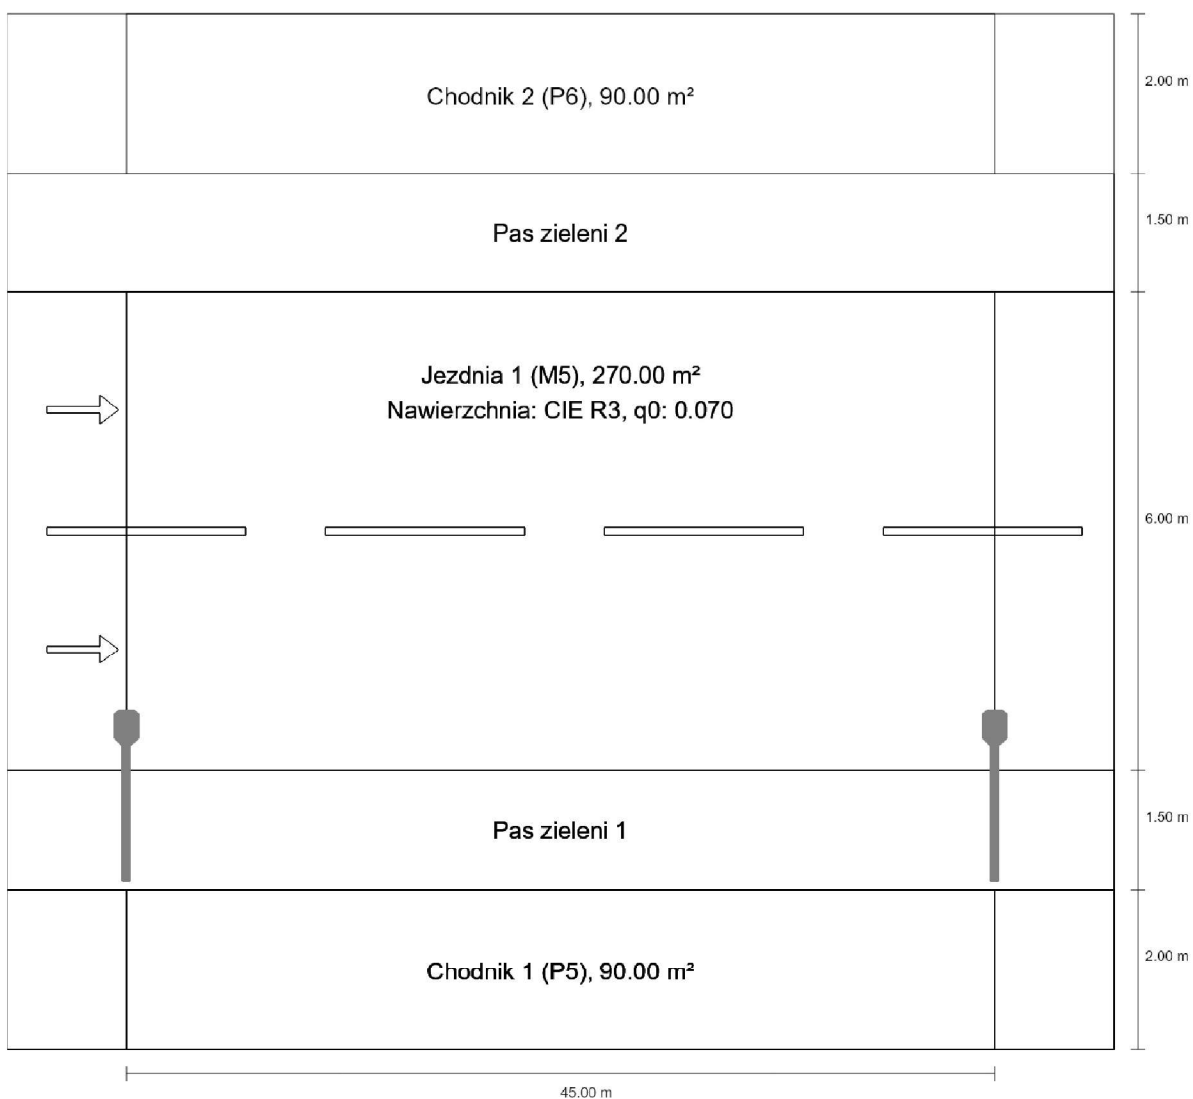 Chodnik 2 (P6), 90.00 m²
2.00 m
Pas zieleni 2
1.50 m
Jezdnia 1 (M5), 270.00 m²
Nawierzchnia: CIE R3, q0: 0.070
6.00 m
Pas zieleni 1
1.50 m
Chodnik 1 (P5), 90.00 m²
2.00 m
45.00 m